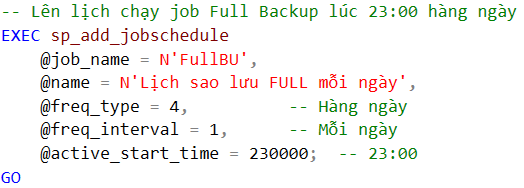 -- Lên lịch chạy job Full Backup lúc 23:00 hàng ngày
EXEC sp_add_jobschedule
    @job_name = N'FullBU',
    @name = N'Lịch sao lưu FULL mỗi ngày',
    @freq_type = 4,          -- Hàng ngày
    @freq_interval = 1,      -- Mỗi ngày
    @active_start_time = 230000;  -- 23:00
GO